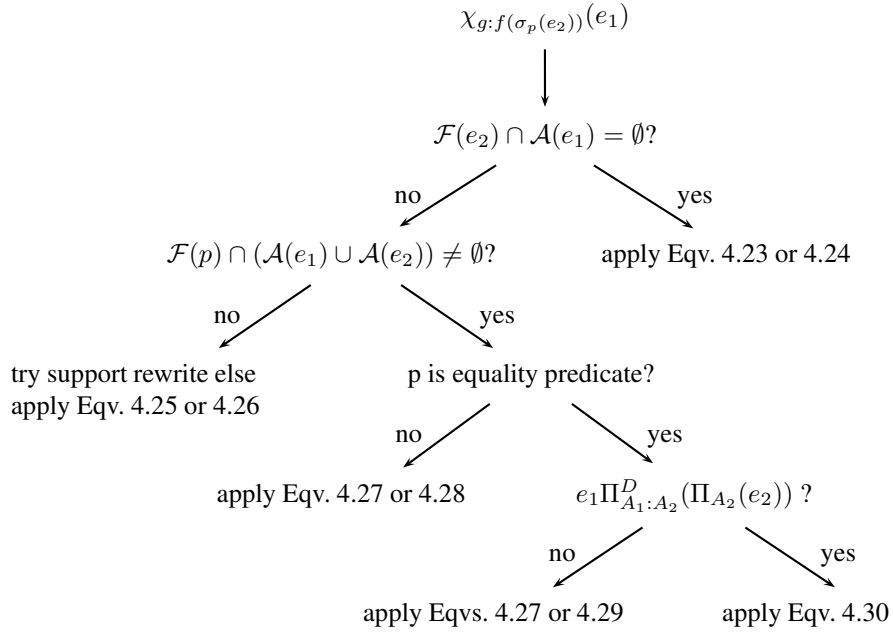 χ_{g:f(σ_p(e_2))}(e_1)
F(e_2) ∩ A(e_1) = ∅?
no
yes
F(p) ∩ (A(e_1) ∪ A(e_2)) ≠ ∅?
apply Eqv. 4.23 or 4.24
no
yes
try support rewrite else
apply Eqv. 4.25 or 4.26
p is equality predicate?
no
yes
apply Eqv. 4.27 or 4.28
e_1Π^D_{A_1:A_2}(Π_{A_2}(e_2)) ?
no
yes
apply Eqvs. 4.27 or 4.29
apply Eqv. 4.30